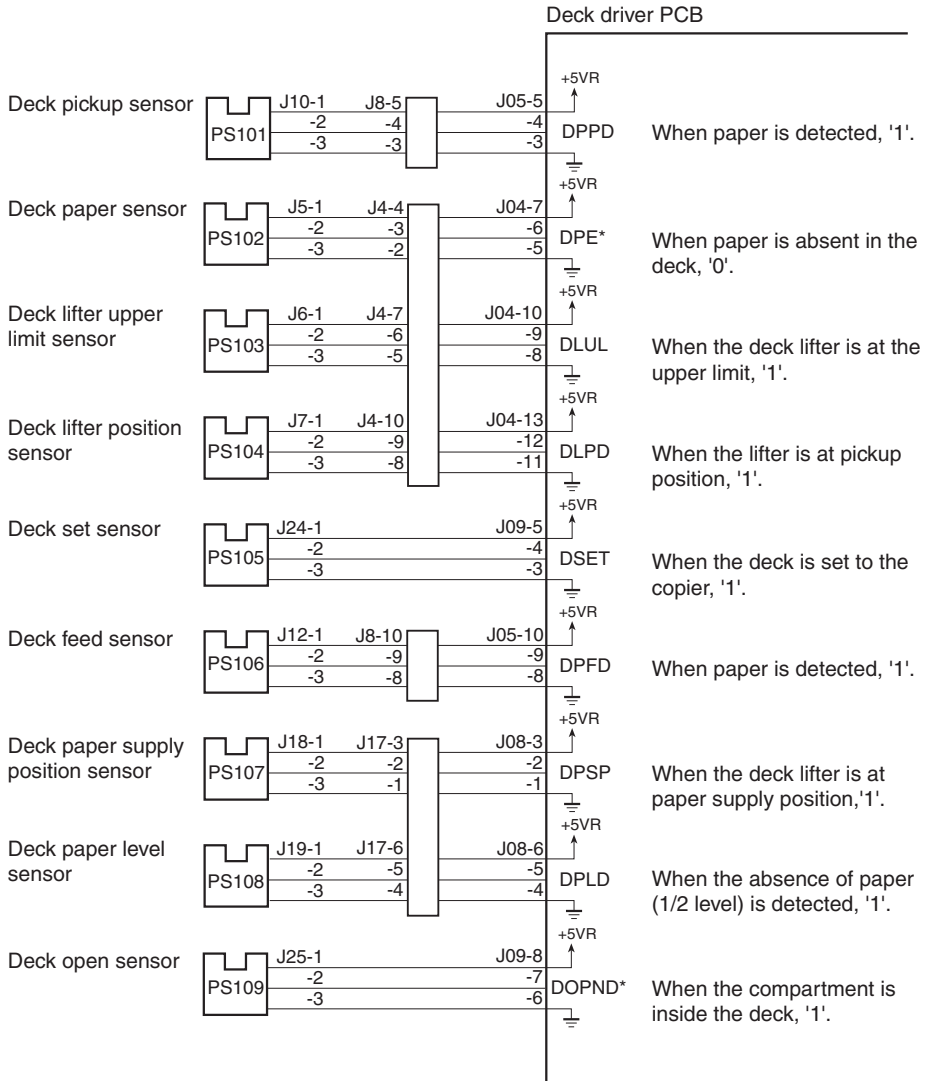 Deck driver PCB
+5VR
Deck pickup sensor
PS101
J10-1 J8-5 J05-5
-2 -4 -4
-3 -3 -3
DPPD
When paper is detected, '1'.
+5VR
Deck paper sensor
PS102
J5-1 J4-4 J04-7
-2 -3 -6
-3 -2 -5
DPE*
When paper is absent in the
deck, '0'.
+5VR
Deck lifter upper
limit sensor
PS103
J6-1 J4-7 J04-10
-2 -6 -9
-3 -5 -8
DLUL
When the deck lifter is at the
upper limit, '1'.
+5VR
Deck lifter position
sensor
PS104
J7-1 J4-10 J04-13
-2 -9 -12
-3 -8 -11
DLPD
When the lifter is at pickup
position, '1'.
+5VR
Deck set sensor
PS105
J24-1 J09-5
-2 -4
-3 -3
DSET
When the deck is set to the
copier, '1'.
+5VR
Deck feed sensor
PS106
J12-1 J8-10 J05-10
-2 -9 -9
-3 -8 -8
DPFD
When paper is detected, '1'.
+5VR
Deck paper supply
position sensor
PS107
J18-1 J17-3 J08-3
-2 -2 -2
-3 -1 -1
DPSP
When the deck lifter is at
paper supply position,'1'.
+5VR
Deck paper level
sensor
PS108
J19-1 J17-6 J08-6
-2 -5 -5
-3 -4 -4
DPLD
When the absence of paper
(1/2 level) is detected, '1'.
+5VR
Deck open sensor
PS109
J25-1 J09-8
-2 -7
-3 -6
DOPND*
When the compartment is
inside the deck, '1'.